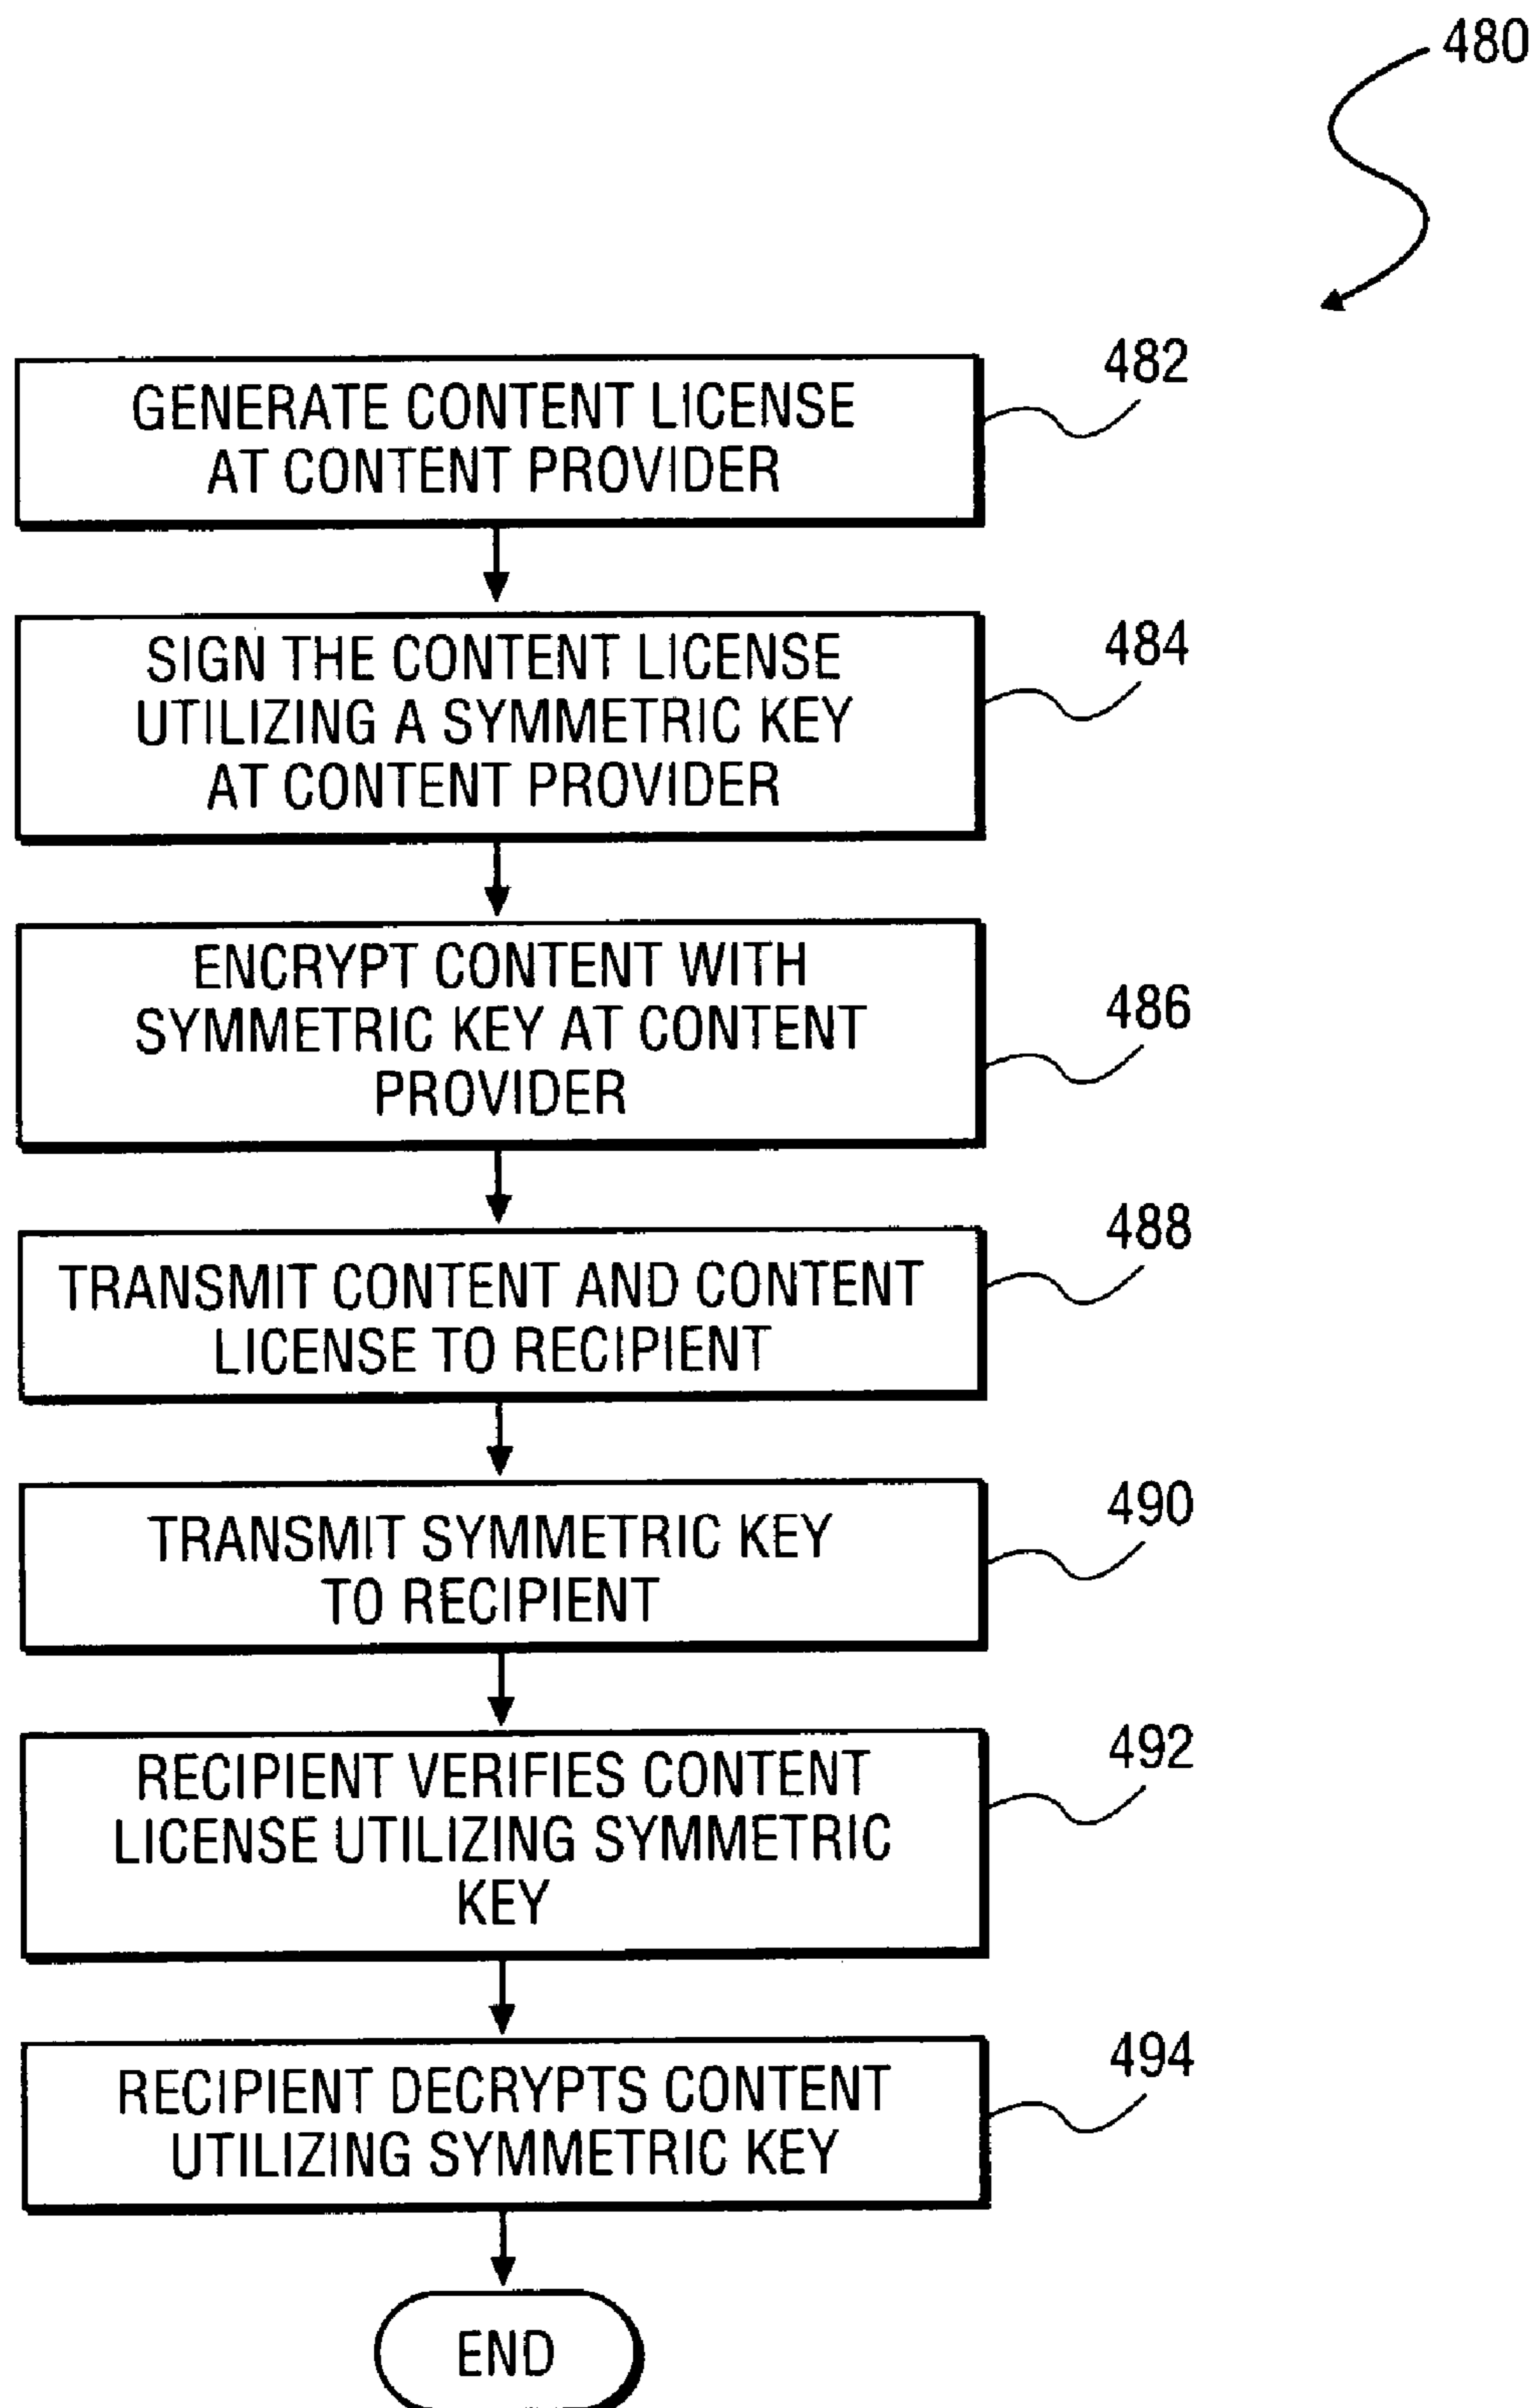 480
GENERATE CONTENT LICENSE
AT CONTENT PROVIDER
482
SIGN THE CONTENT LICENSE
UTILIZING A SYMMETRIC KEY
AT CONTENT PROVIDER
484
ENCRYPT CONTENT WITH
SYMMETRIC KEY AT CONTENT
PROVIDER
486
TRANSMIT CONTENT AND CONTENT
LICENSE TO RECIPIENT
488
TRANSMIT SYMMETRIC KEY
TO RECIPIENT
490
RECIPIENT VERIFIES CONTENT
LICENSE UTILIZING SYMMETRIC
KEY
492
RECIPIENT DECRYPTS CONTENT
UTILIZING SYMMETRIC KEY
494
END